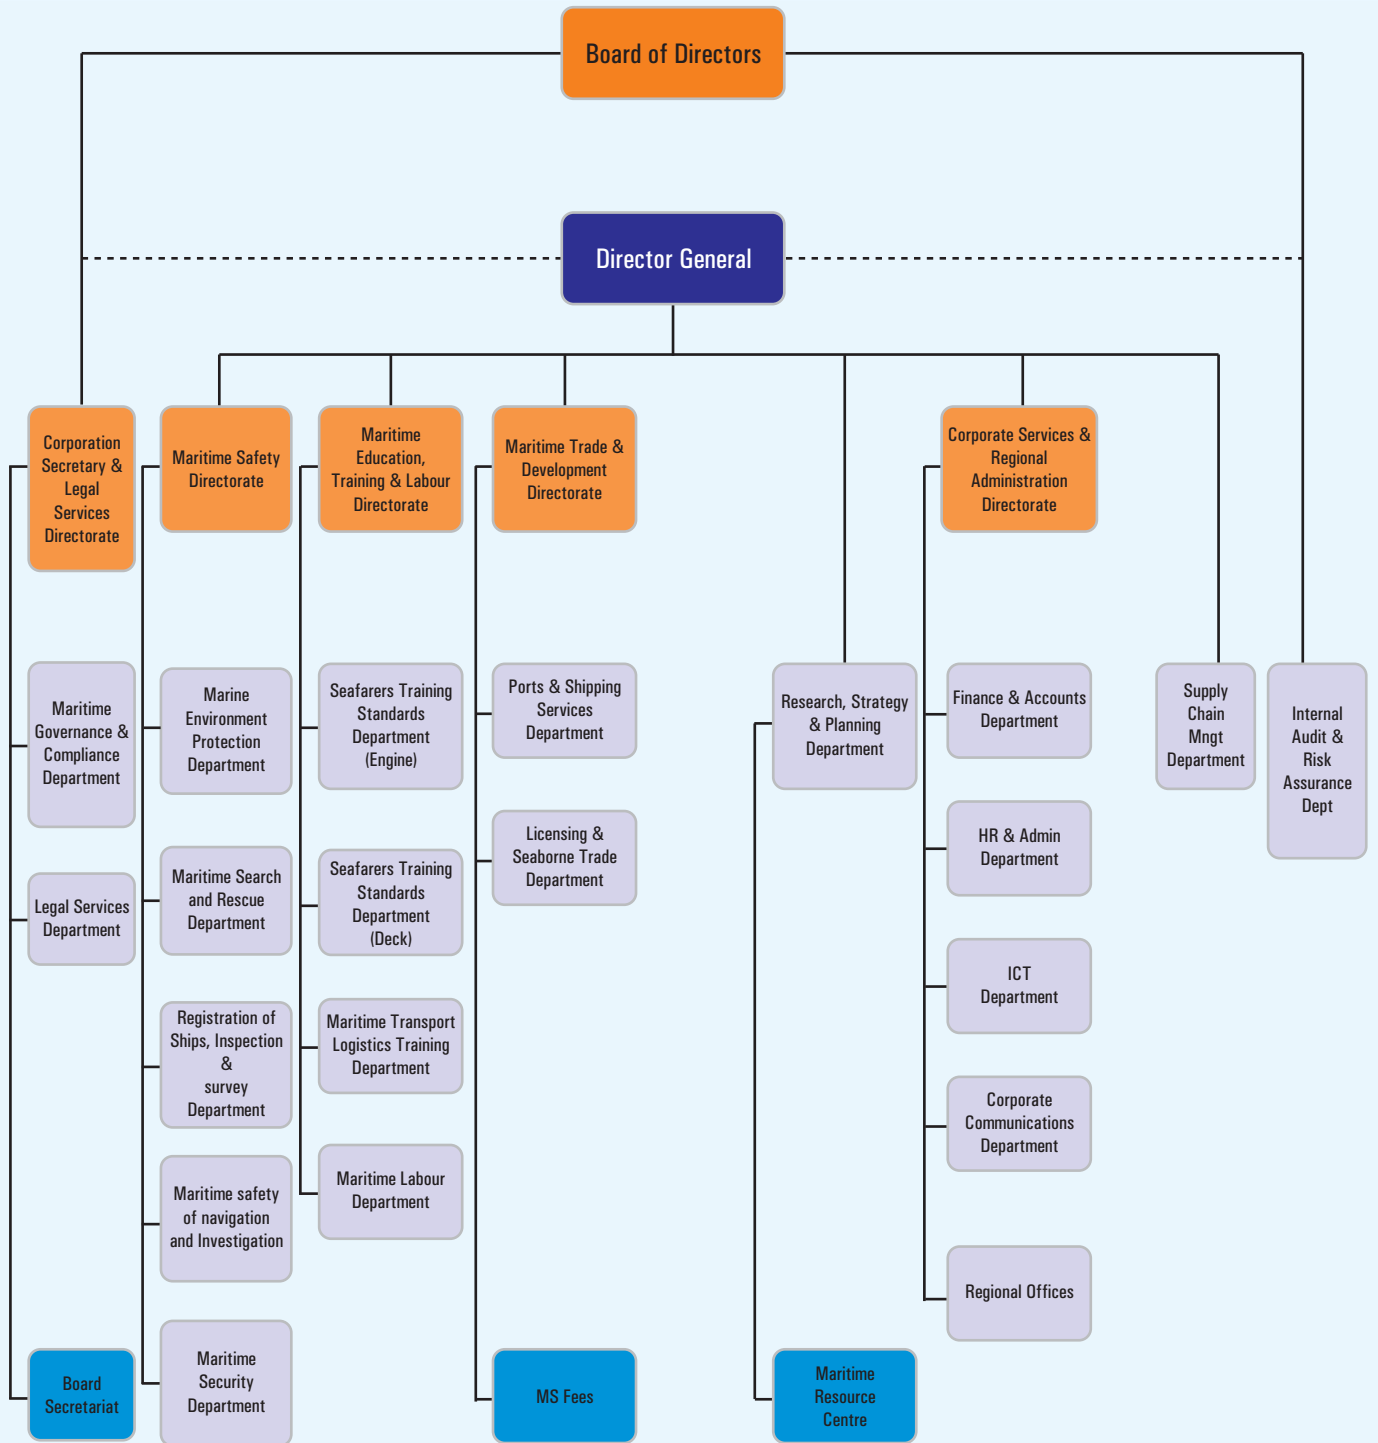 Board of Directors
Director General
Corporation
Secretary &
Legal
Services
Directorate
Maritime Safety
Directorate
Maritime
Education,
Training & Labour
Directorate
Maritime Trade &
Development
Directorate
Corporate Services &
Regional
Administration
Directorate
Maritime
Governance &
Compliance
Department
Legal Services
Department
Board
Secretariat
Marine
Environment
Protection
Department
Maritime Search
and Rescue
Department
Registration of
Ships, Inspection
&
survey
Department
Maritime safety
of navigation
and Investigation
Maritime
Security
Department
Seafarers Training
Standards
Department
(Engine)
Seafarers Training
Standards
Department
(Deck)
Maritime Transport
Logistics Training
Department
Maritime Labour
Department
Ports & Shipping
Services
Department
Licensing &
Seaborne Trade
Department
MS Fees
Research, Strategy
& Planning
Department
Maritime
Resource
Centre
Finance & Accounts
Department
HR & Admin
Department
ICT
Department
Corporate
Communications
Department
Regional Offices
Supply
Chain
Mngt
Department
Internal
Audit &
Risk
Assurance
Dept